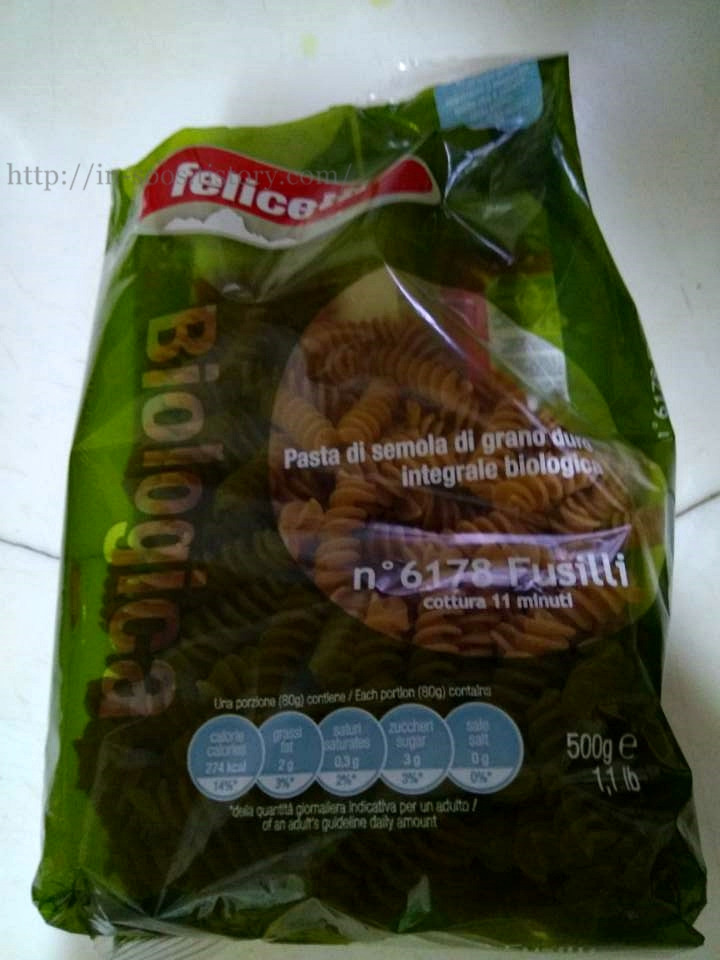 felicetti
Biologica
Pasta di semola di grano duro
integrale biologica
n°6178 Fusilli
cottura 11 minuti
Una porzione (80g) contiene / Each portion (80g) contains
calorie
calories
274 kcal
14%*
grassi
fat
2 g
3%*
saturi
saturates
0,3 g
2%*
zuccheri
sugar
3 g
3%*
sale
salt
0 g
0%*
*della quantità giornaliera indicativa per un adulto /
of an adult's guideline daily amount
500g e
1,1 lb
n°6178